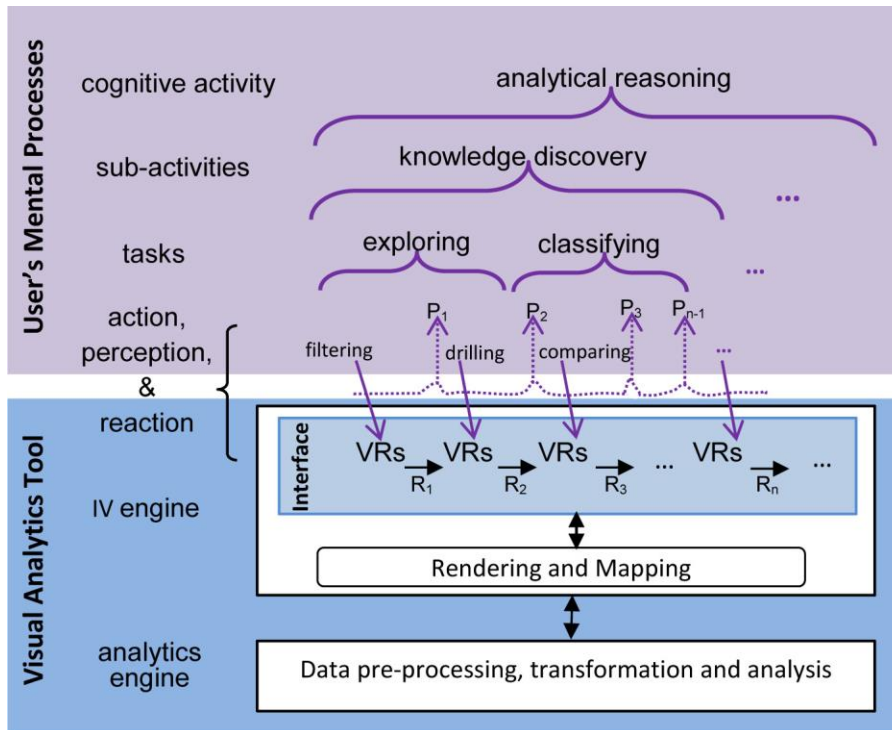 User's Mental Processes
cognitive activity
analytical reasoning
sub-activities
knowledge discovery
...
tasks
exploring
classifying
...
action,
perception,
&
reaction
P1
P2
P3
Pn-1
filtering
drilling
comparing
...
Visual Analytics Tool
Interface
VRs
VRs
VRs
...
VRs
...
R1
R2
R3
Rn
IV engine
Rendering and Mapping
analytics
engine
Data pre-processing, transformation and analysis